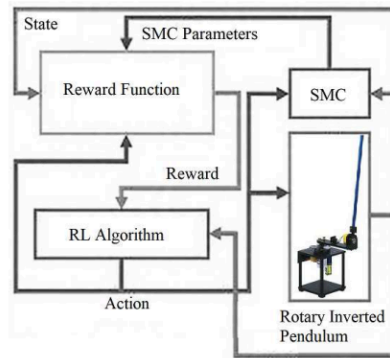 State
SMC Parameters
Reward Function
SMC
Reward
RL Algorithm
Action
Rotary Inverted
Pendulum